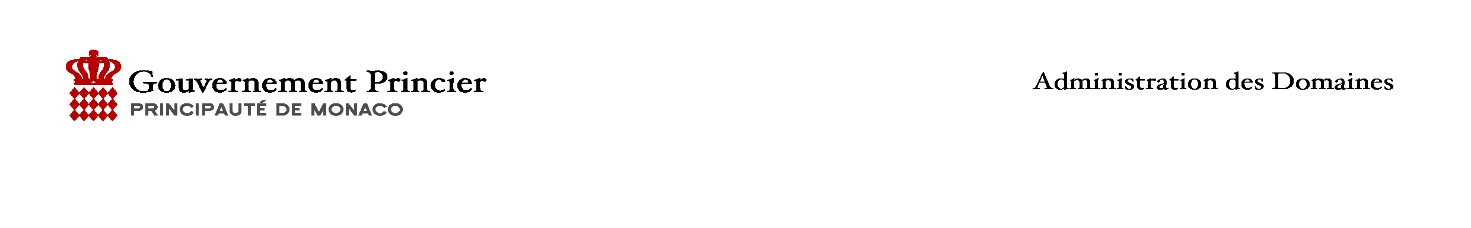 Gouvernement Princier
PRINCIPAUTÉ DE MONACO
Administration des Domaines